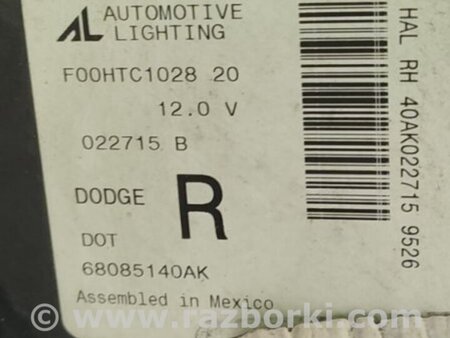 AL AUTOMOTIVE
LIGHTING
F00HTC1028 20
12.0 V
022715 B
DODGE R
DOT
68085140AK
Assembled in Mexico
HAL RH 40AK022715 9526
© www.razborki.com